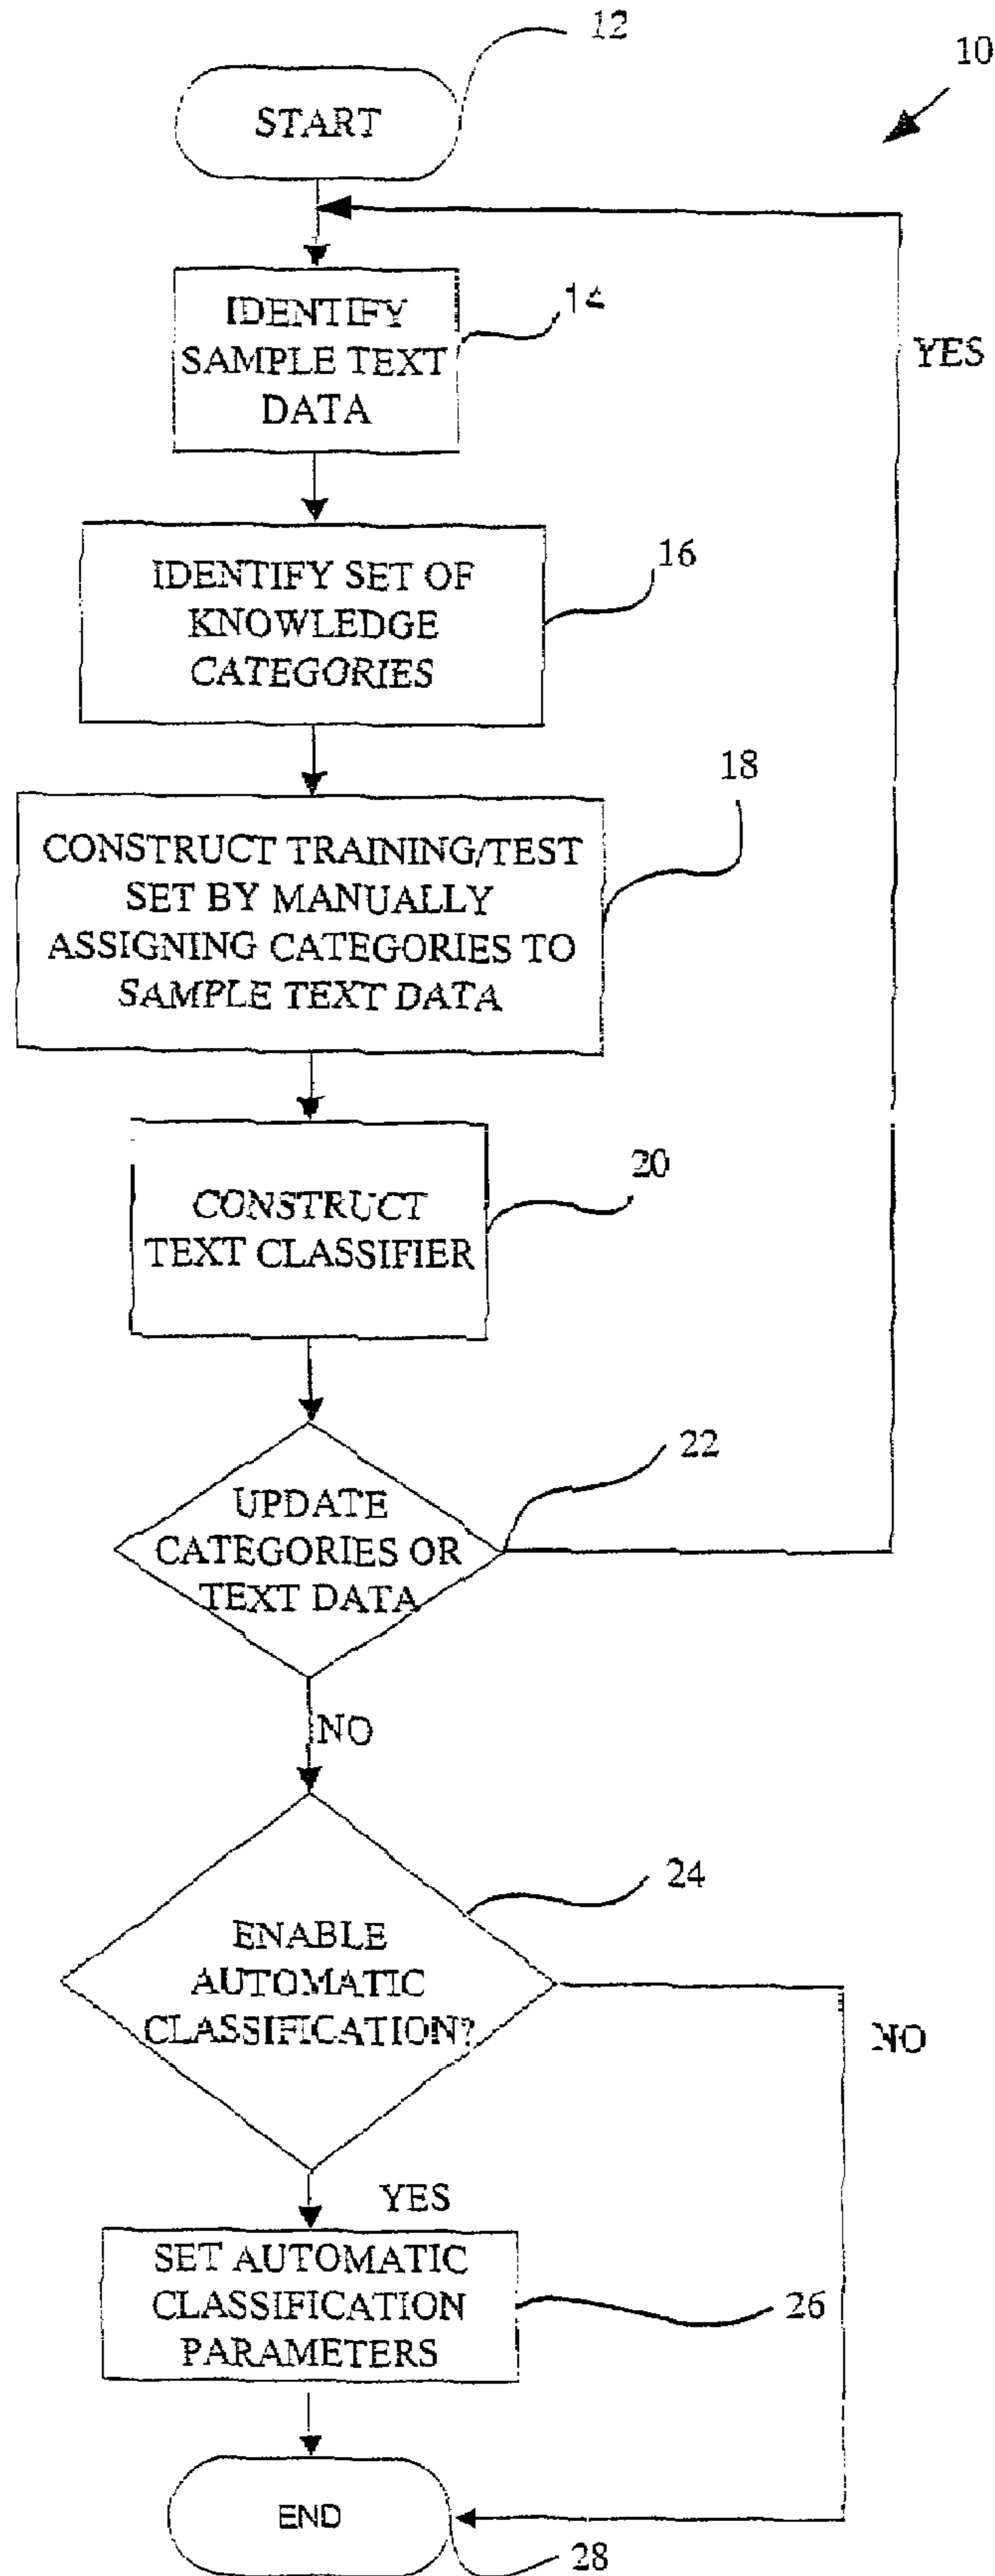 12
10
START
IDENTIFY
SAMPLE TEXT
DATA
14
YES
IDENTIFY SET OF
KNOWLEDGE
CATEGORIES
16
CONSTRUCT TRAINING/TEST
SET BY MANUALLY
ASSIGNING CATEGORIES TO
SAMPLE TEXT DATA
18
CONSTRUCT
TEXT CLASSIFIER
20
UPDATE
CATEGORIES OR
TEXT DATA
22
NO
ENABLE
AUTOMATIC
CLASSIFICATION?
24
NO
YES
SET AUTOMATIC
CLASSIFICATION
PARAMETERS
26
END
28